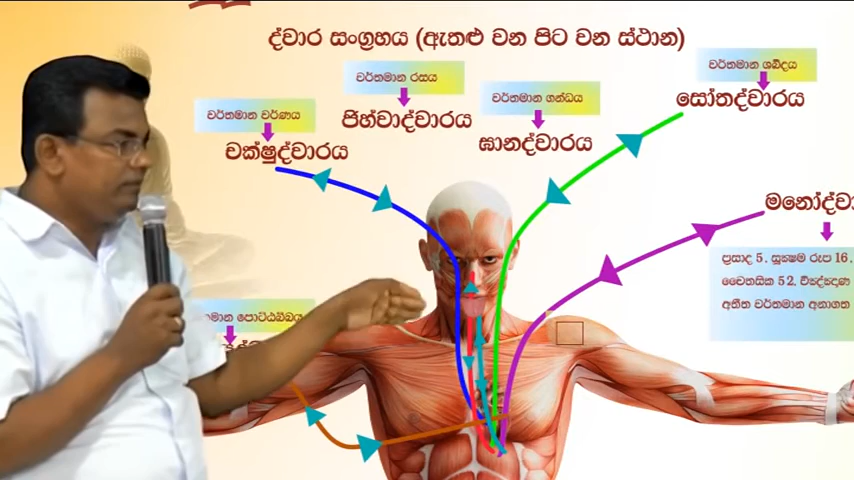 ද්වාර සංග්‍රහය (ඇතළු වන පිට වන ස්ථාන)
වර්තමාන වර්ණය
චක්ෂුද්වාරය
වර්තමාන රසය
ජිහ්වාද්වාරය
වර්තමාන ගන්ධය
ඝානද්වාරය
වර්තමාන ශබ්දය
සෝතද්වාරය
මනෝද්වා
ප්‍රසාද 5. සූක්‍ෂම රූප 16.
චෛතසික 52. විඤ්ඤාණ
අතීත වර්තමාන අනාගත
මාන පොට්ඨබ්බය